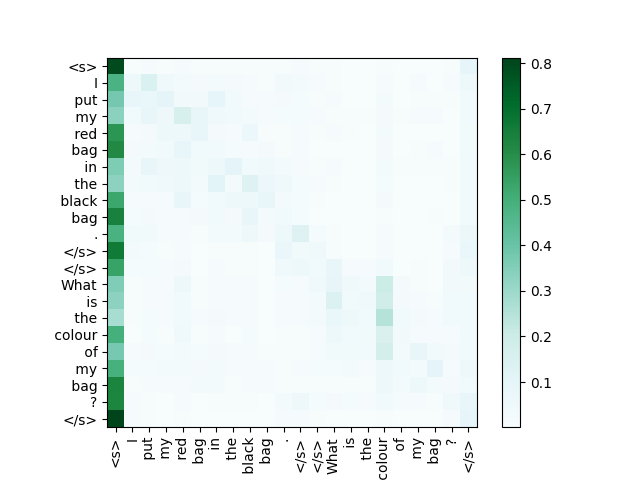 <s>
I
put
my
red
bag
in
the
black
bag
.
</s>
</s>
What
is
the
colour
of
my
bag
?
</s>
<s>
I
put
my
red
bag
in
the
black
bag
.
</s>
</s>
What
is
the
colour
of
my
bag
?
</s>
0.8
0.7
0.6
0.5
0.4
0.3
0.2
0.1